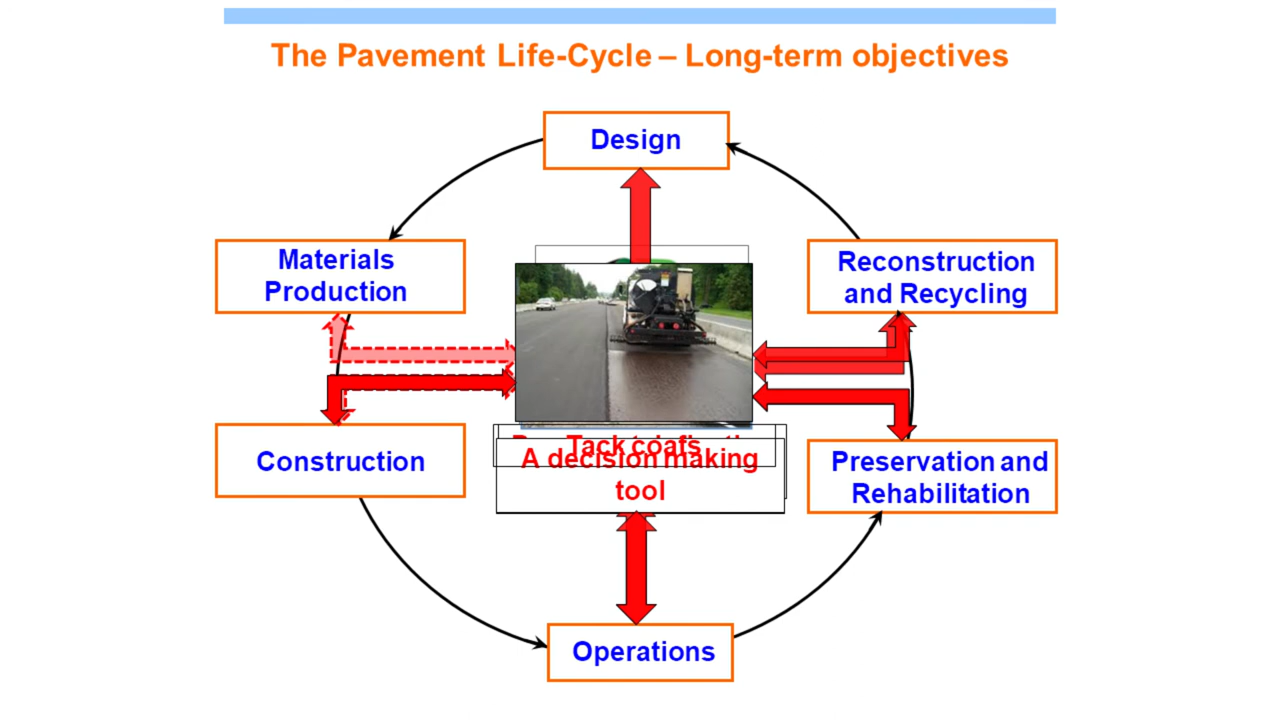 The Pavement Life-Cycle – Long-term objectives
Design
Materials
Production
Reconstruction
and Recycling
Tack coats
A decision making
tool
Construction
Preservation and
Rehabilitation
Operations